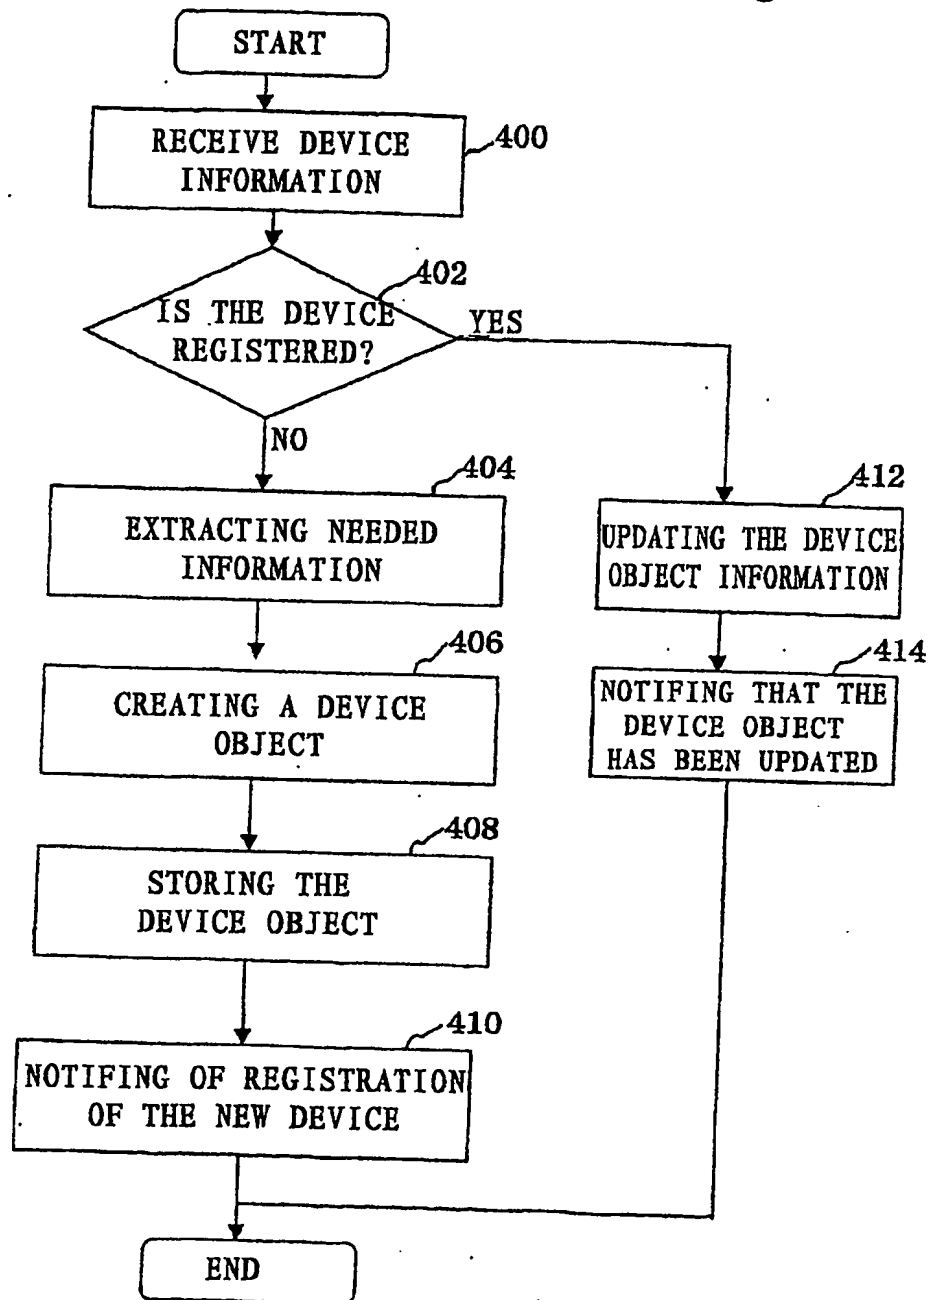 START
RECEIVE DEVICE
INFORMATION
400
402
IS THE DEVICE
REGISTERED?
YES
NO
404
EXTRACTING NEEDED
INFORMATION
412
UPDATING THE DEVICE
OBJECT INFORMATION
406
CREATING A DEVICE
OBJECT
414
NOTIFING THAT THE
DEVICE OBJECT
HAS BEEN UPDATED
408
STORING THE
DEVICE OBJECT
410
NOTIFING OF REGISTRATION
OF THE NEW DEVICE
END